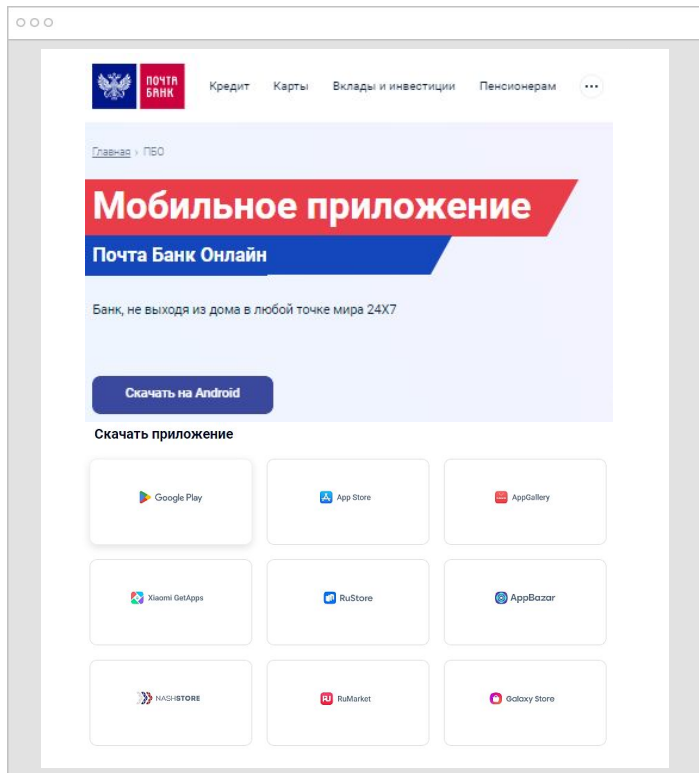 ПОЧТА
БАНК
Кредит Карты Вклады и инвестиции Пенсионерам
Главная › ПБО
Мобильное приложение
Почта Банк Онлайн
Банк, не выходя из дома в любой точке мира 24X7
Скачать на Android
Скачать приложение
Google Play App Store AppGallery
Xiaomi GetApps RuStore AppBazar
NASHSTORE RuMarket Galaxy Store